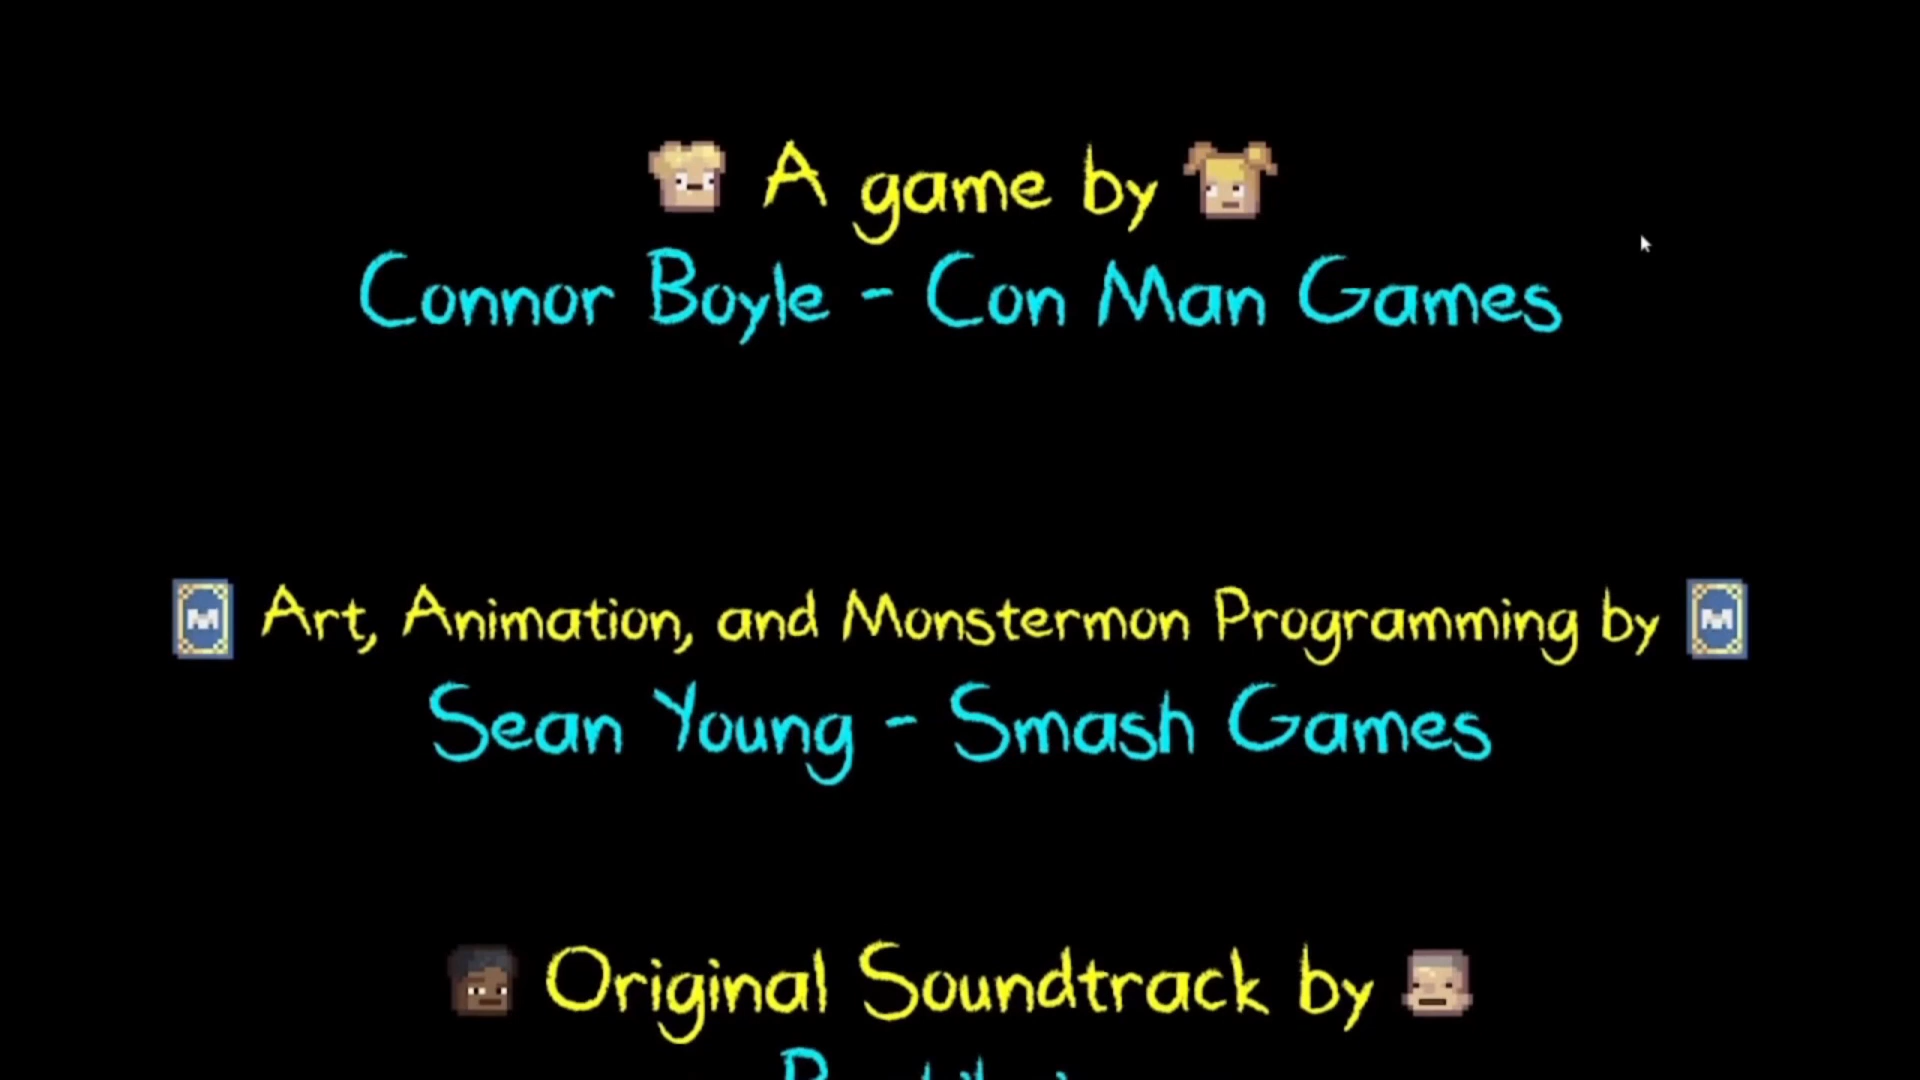 A game by
Connor Boyle - Con Man Games
M Art, Animation, and Monstermon Programming by M
Sean Young - Smash Games
Original Soundtrack by